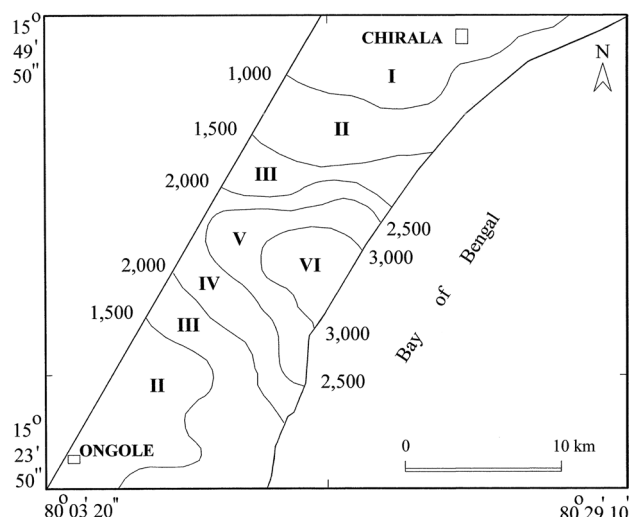 15°
49'
50"
CHIRALA
N
I
1,000
II
1,500
III
2,000
2,500
V
3,000
VI
Bay of Bengal
2,000
IV
1,500
III
3,000
2,500
II
15°
23'
50"
ONGOLE
0 10 km
80° 03' 20" 80° 29' 10"